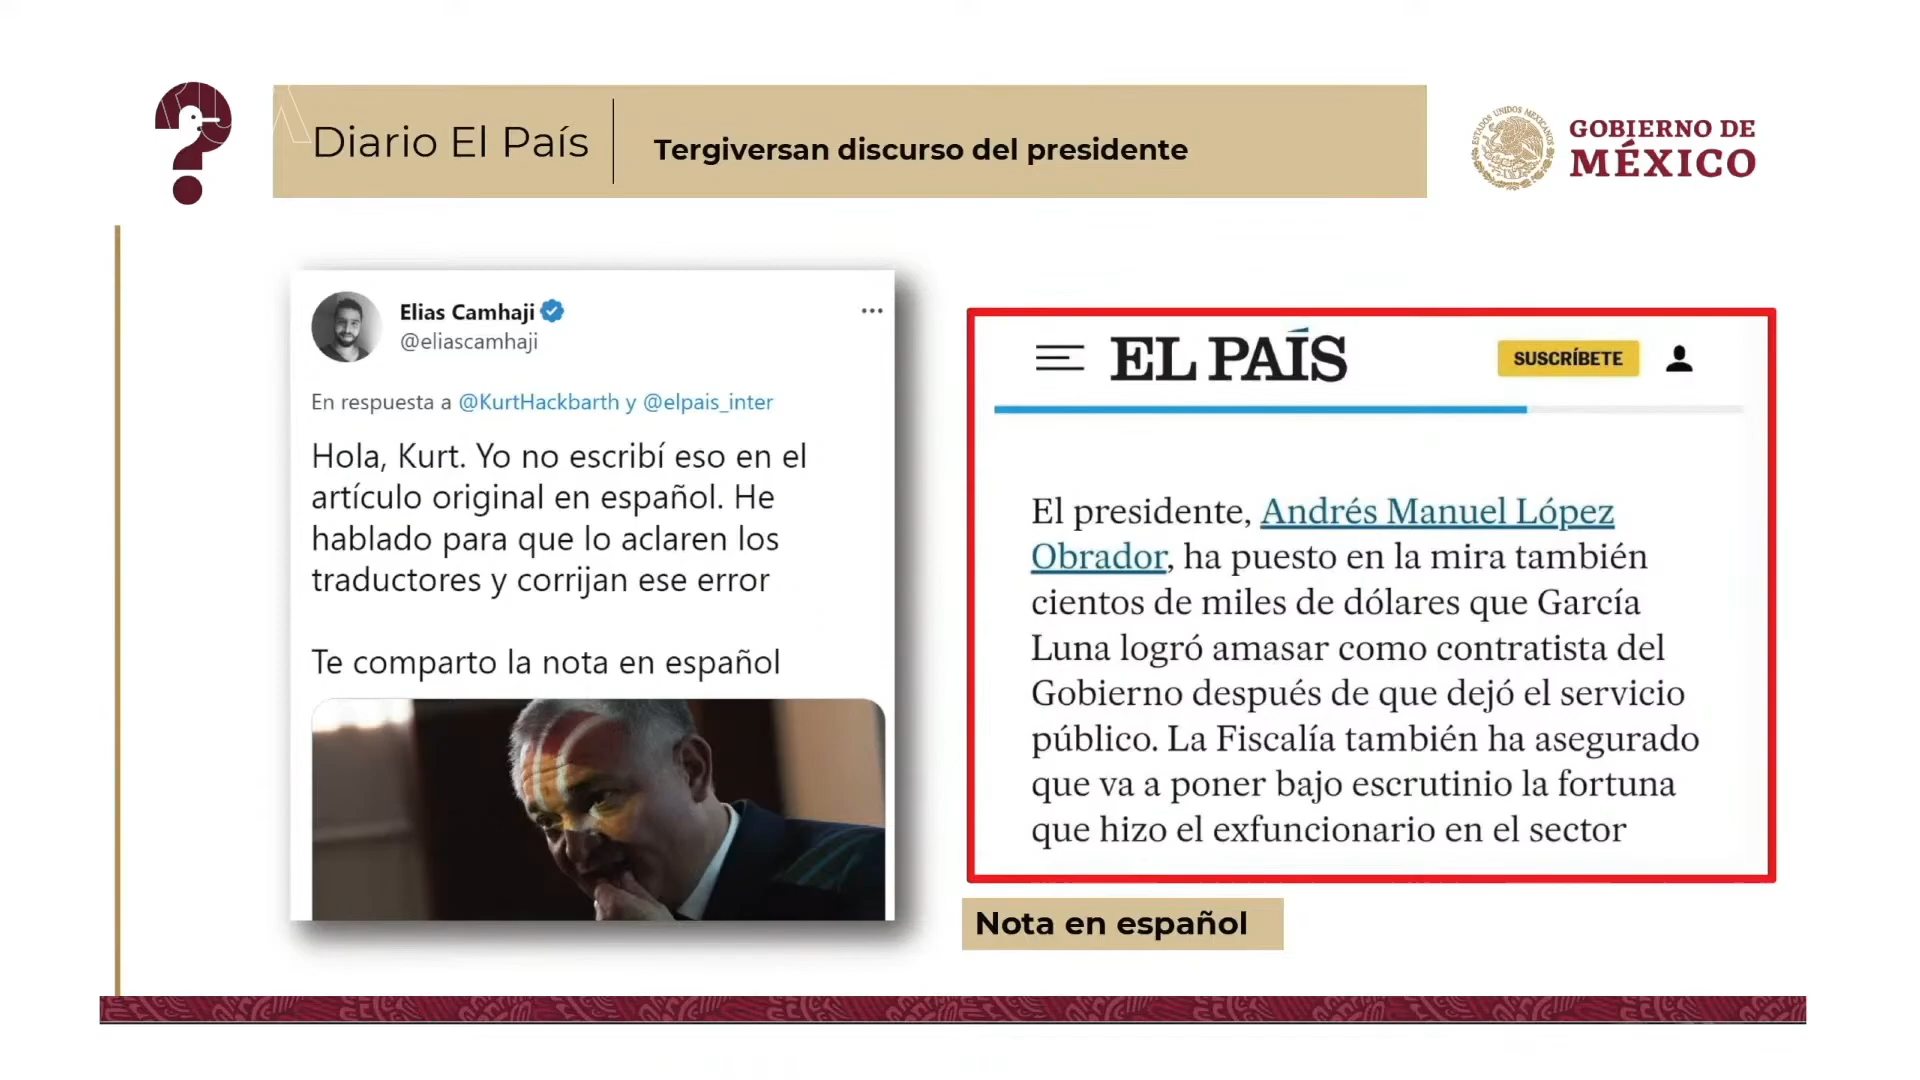 Diario El País
Tergiversan discurso del presidente
ESTADOS UNIDOS MEXICANOS
GOBIERNO DE
MÉXICO
Elias Camhaji
@eliascamhaji
En respuesta a @KurtHackbarth y @elpais_inter
Hola, Kurt. Yo no escribí eso en el
artículo original en español. He
hablado para que lo aclaren los
traductores y corrijan ese error
Te comparto la nota en español
EL PAÍS
SUSCRÍBETE
El presidente, Andrés Manuel López
Obrador, ha puesto en la mira también
cientos de miles de dólares que García
Luna logró amasar como contratista del
Gobierno después de que dejó el servicio
público. La Fiscalía también ha asegurado
que va a poner bajo escrutinio la fortuna
que hizo el exfuncionario en el sector
Nota en español